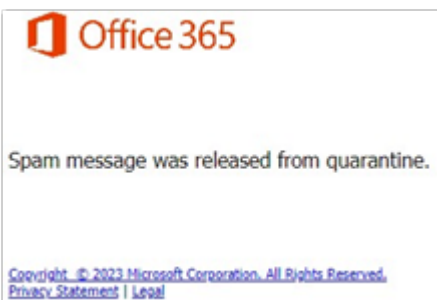 Office 365
Spam message was released from quarantine.
Copyright © 2023 Microsoft Corporation. All Rights Reserved.
Privacy Statement | Legal